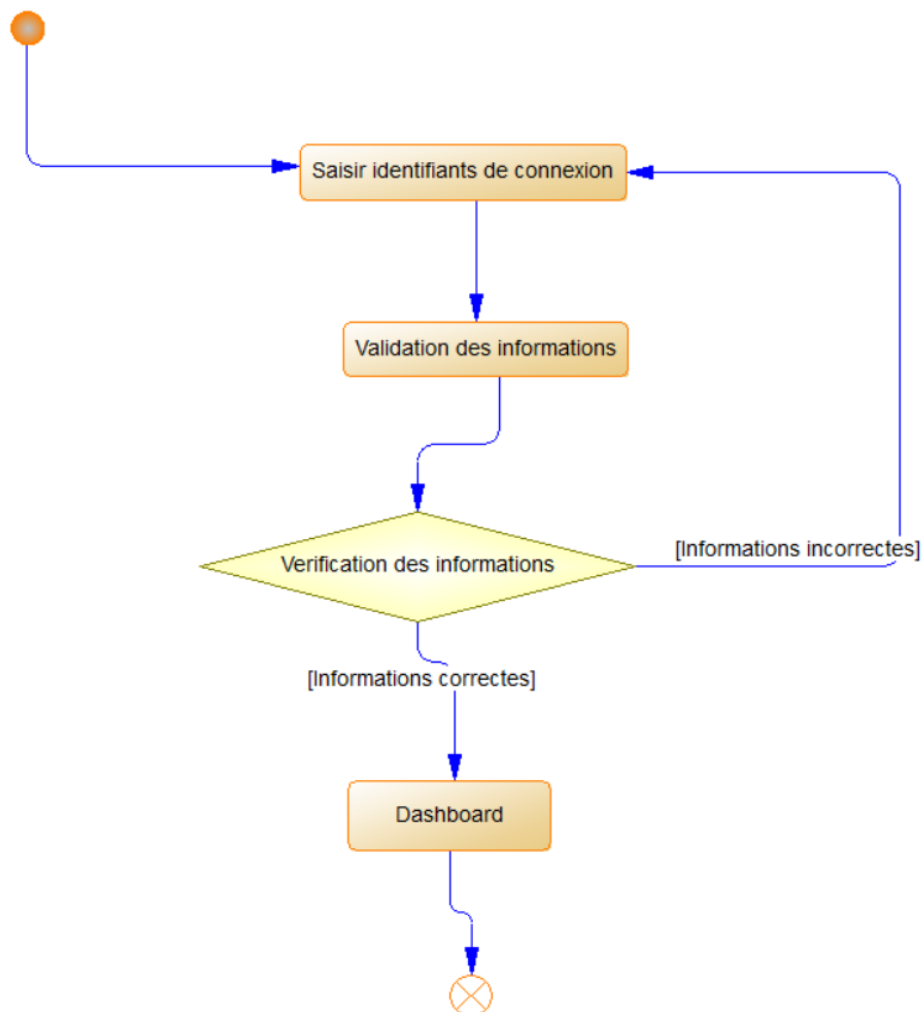 Saisir identifiants de connexion
Validation des informations
Verification des informations
[Informations incorrectes]
[Informations correctes]
Dashboard